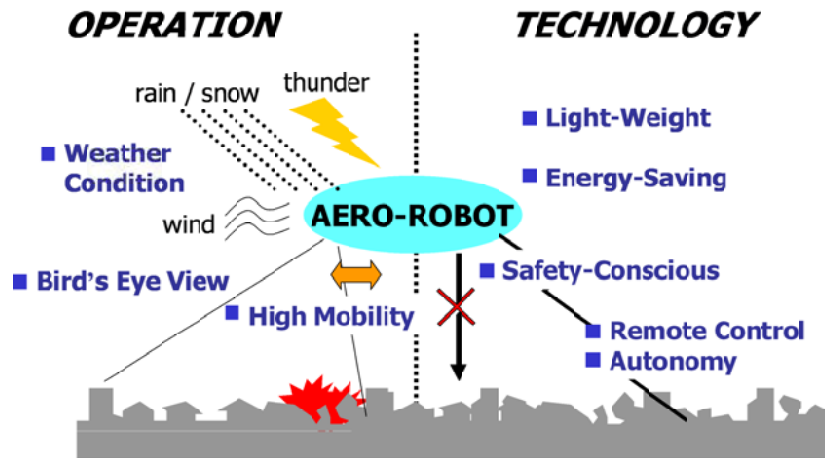 OPERATION
TECHNOLOGY
thunder
rain / snow
Light-Weight
Weather
Condition
Energy-Saving
wind
AERO-ROBOT
Bird's Eye View
Safety-Conscious
High Mobility
Remote Control
Autonomy